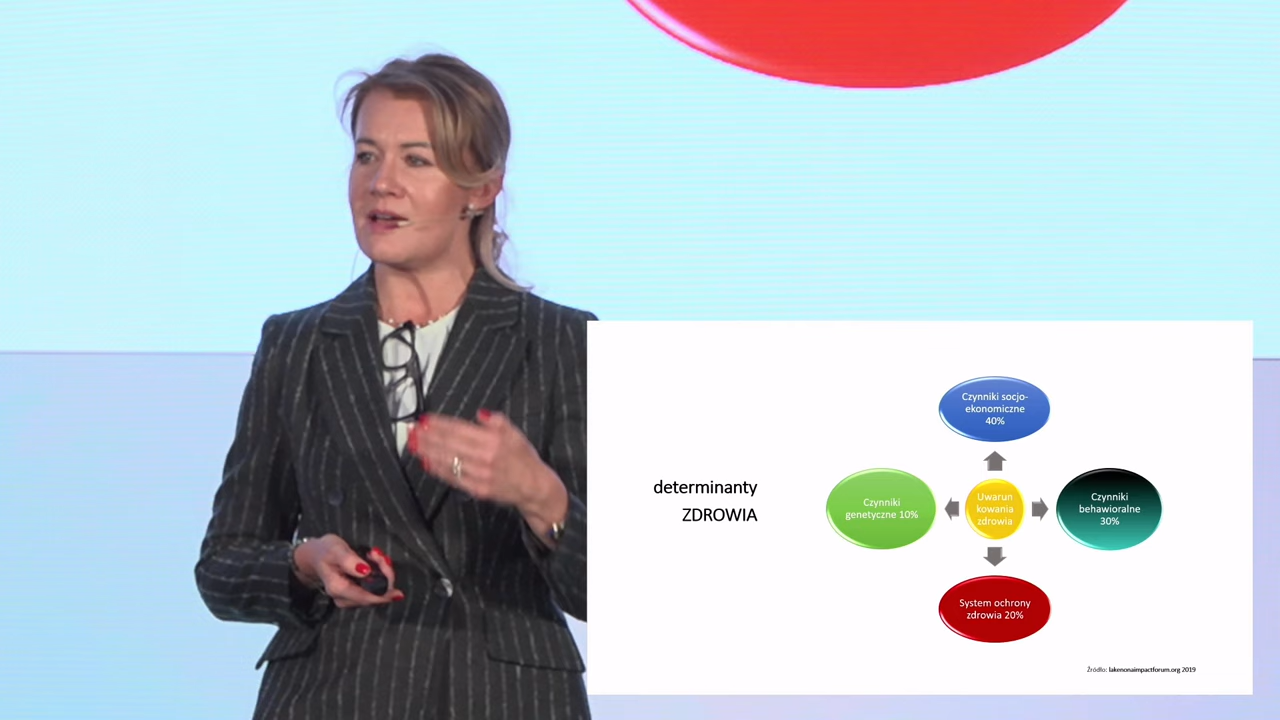 determinanty
ZDROWIA
Czynniki socjo-
ekonomiczne
40%
Czynniki
genetyczne 10%
Uwarun
kowania
zdrowia
Czynniki
behawioralne
30%
System ochrony
zdrowia 20%
Źródło: lakenonaimpactforum.org 2019